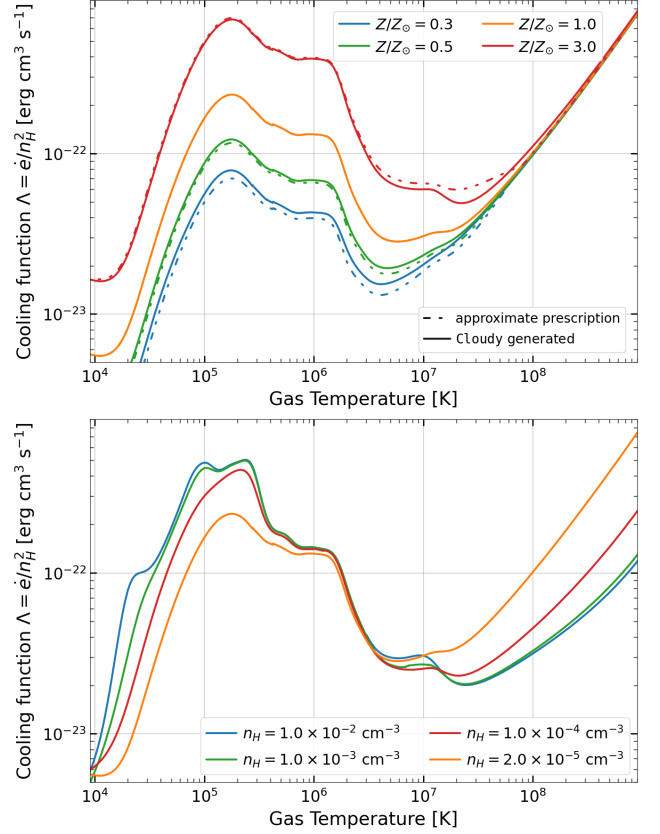 Z/Z⊙ = 0.3
Z/Z⊙ = 1.0
Z/Z⊙ = 0.5
Z/Z⊙ = 3.0
Cooling function Λ = ė/n_H^2 [erg cm^3 s^−1]
10^−22
10^−23
approximate prescription
Cloudy generated
10^4
10^5
10^6
10^7
10^8
Gas Temperature [K]
Cooling function Λ = ė/n_H^2 [erg cm^3 s^−1]
10^−22
10^−23
n_H = 1.0 × 10^−2 cm^−3
n_H = 1.0 × 10^−4 cm^−3
n_H = 1.0 × 10^−3 cm^−3
n_H = 2.0 × 10^−5 cm^−3
10^4
10^5
10^6
10^7
10^8
Gas Temperature [K]